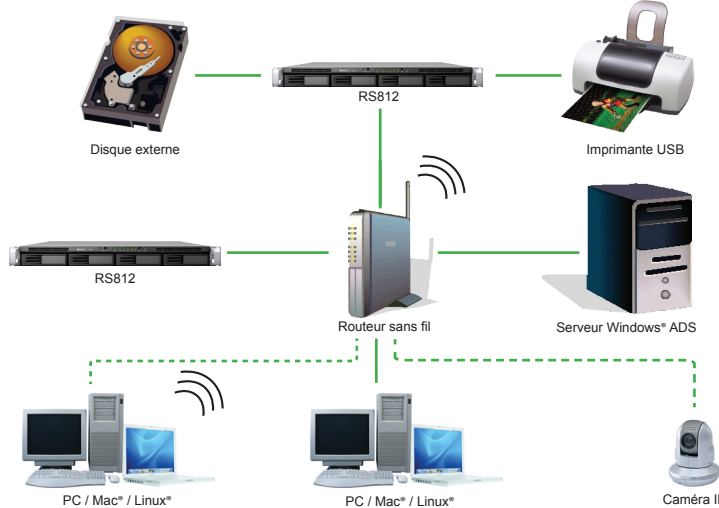 RS812
Disque externe
Imprimante USB
RS812
Routeur sans fil
Serveur Windows® ADS
PC / Mac® / Linux®
PC / Mac® / Linux®
Caméra I